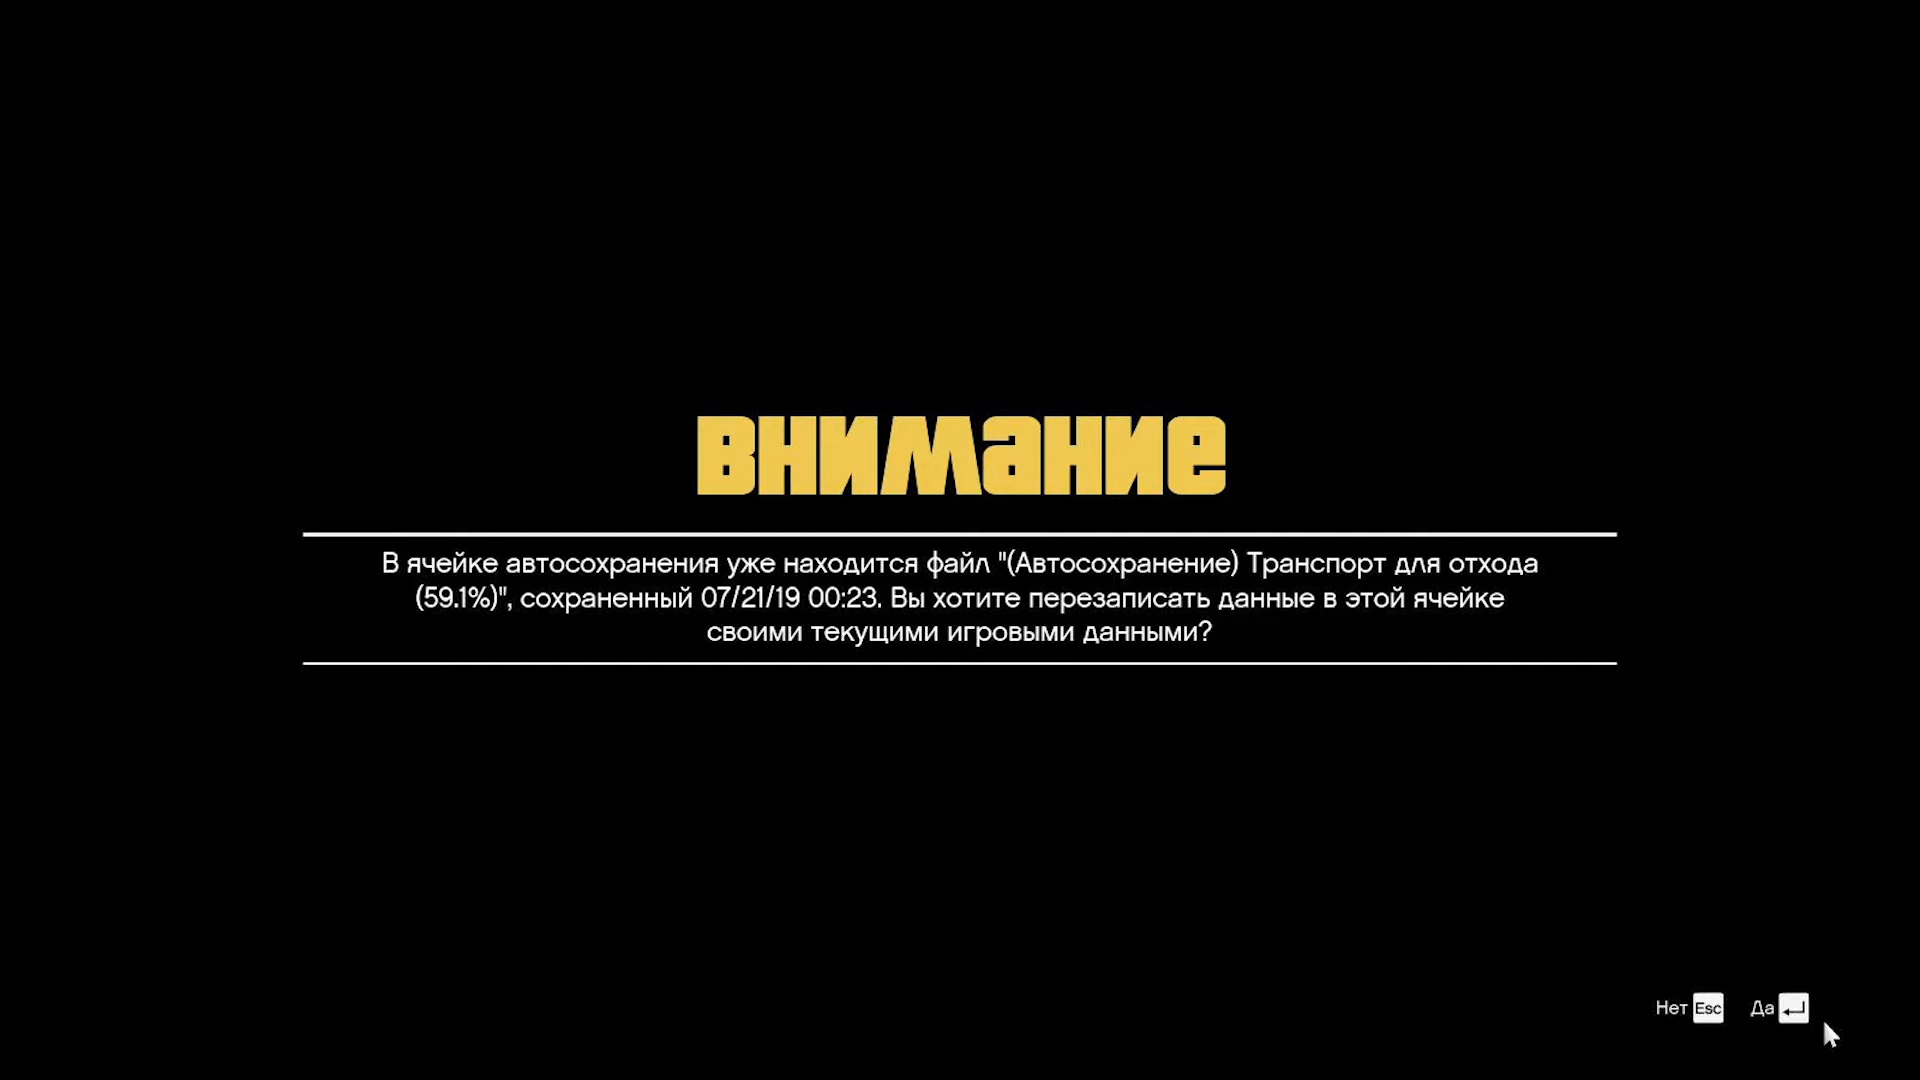 внимание
В ячейке автосохранения уже находится файл "(Автосохранение) Транспорт для отхода
(59.1%)", сохраненный 07/21/19 00:23. Вы хотите перезаписать данные в этой ячейке
своими текущими игровыми данными?
Нет Esc Да